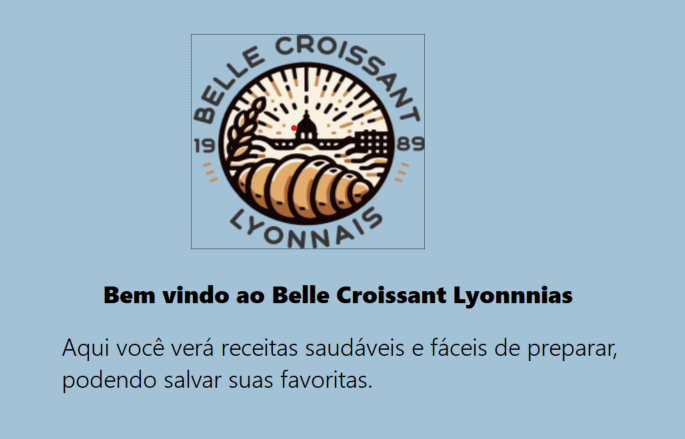 BELLE CROISSANT
19 89
LYONNAIS
Bem vindo ao Belle Croissant Lyonnnias
Aqui você verá receitas saudáveis e fáceis de preparar,
podendo salvar suas favoritas.